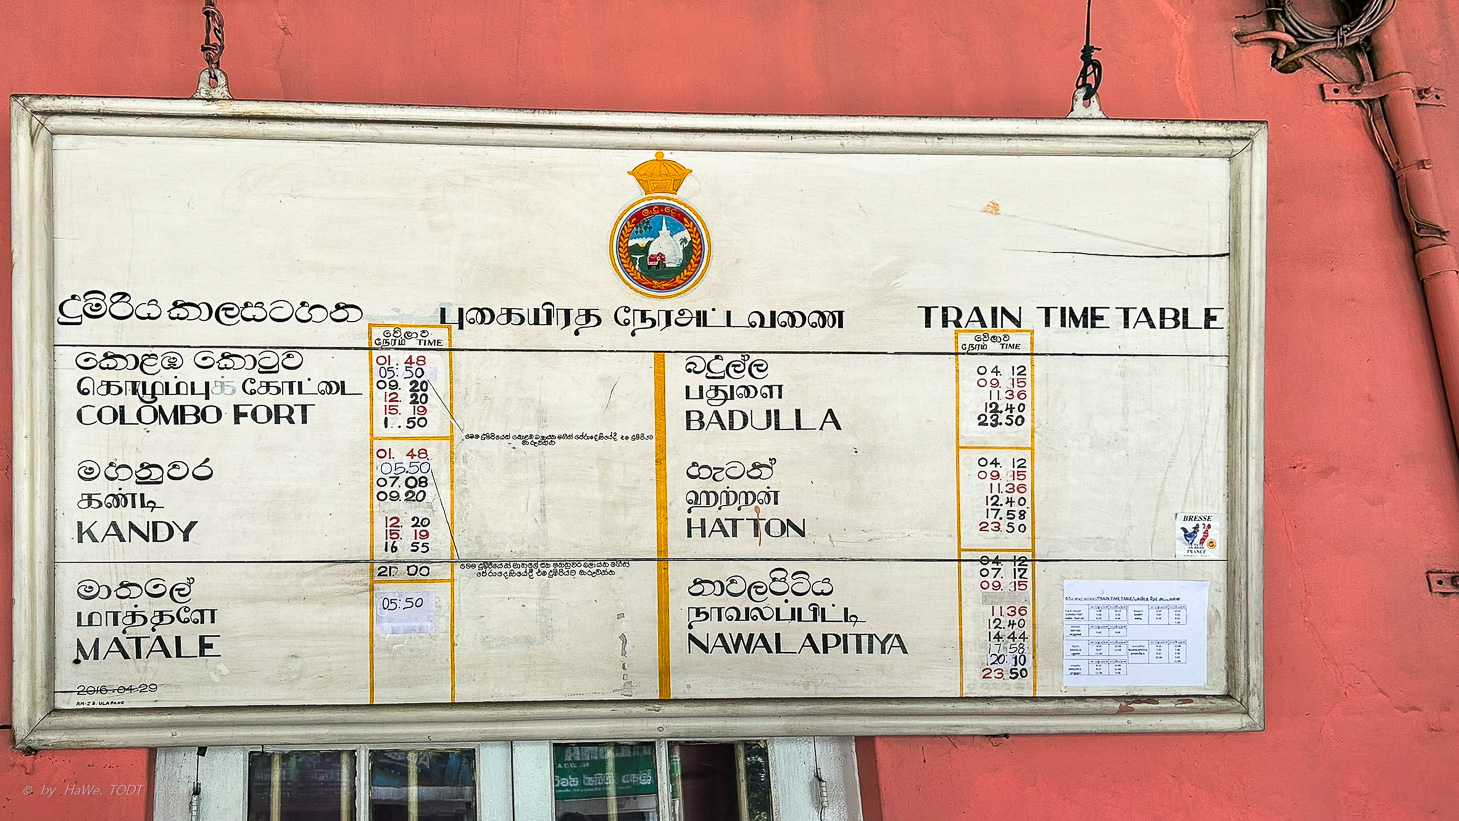 දුම්රිය කාලසටහන புகையிரத நேரஅட்டவணை TRAIN TIME TABLE
වේලාව
நேரம் TIME
කොළඹ කොටුව
கொழும்புக் கோட்டை
COLOMBO FORT
01. 48
05: 50
09. 20
12. 20
15. 19
50
මහනුවර
கண்டி
KANDY
01. 48
05:50
07.08
09.20
12. 20
15. 19
16 55
21 00
මාතලේ
மாத்தளே
MATALE
05:50
2016-04-29
වේලාව
நேரம் TIME
බදුල්ල
பதுளை
BADULLA
04. 12
09. 15
11.36
12.40
23.50
හැටන්
ஹற்றன்
HATTON
04. 12
09. 15
11.36
12.40
17.58
23.50
නාවලපිටිය
நாவலப்பிட்டி
NAWALAPITIYA
04. 12
07. 12
09. 15
11.36
12.40
14.44
17 58
20 10
23 50
BRESSE
FRANCE
© by .HaWe. TODT